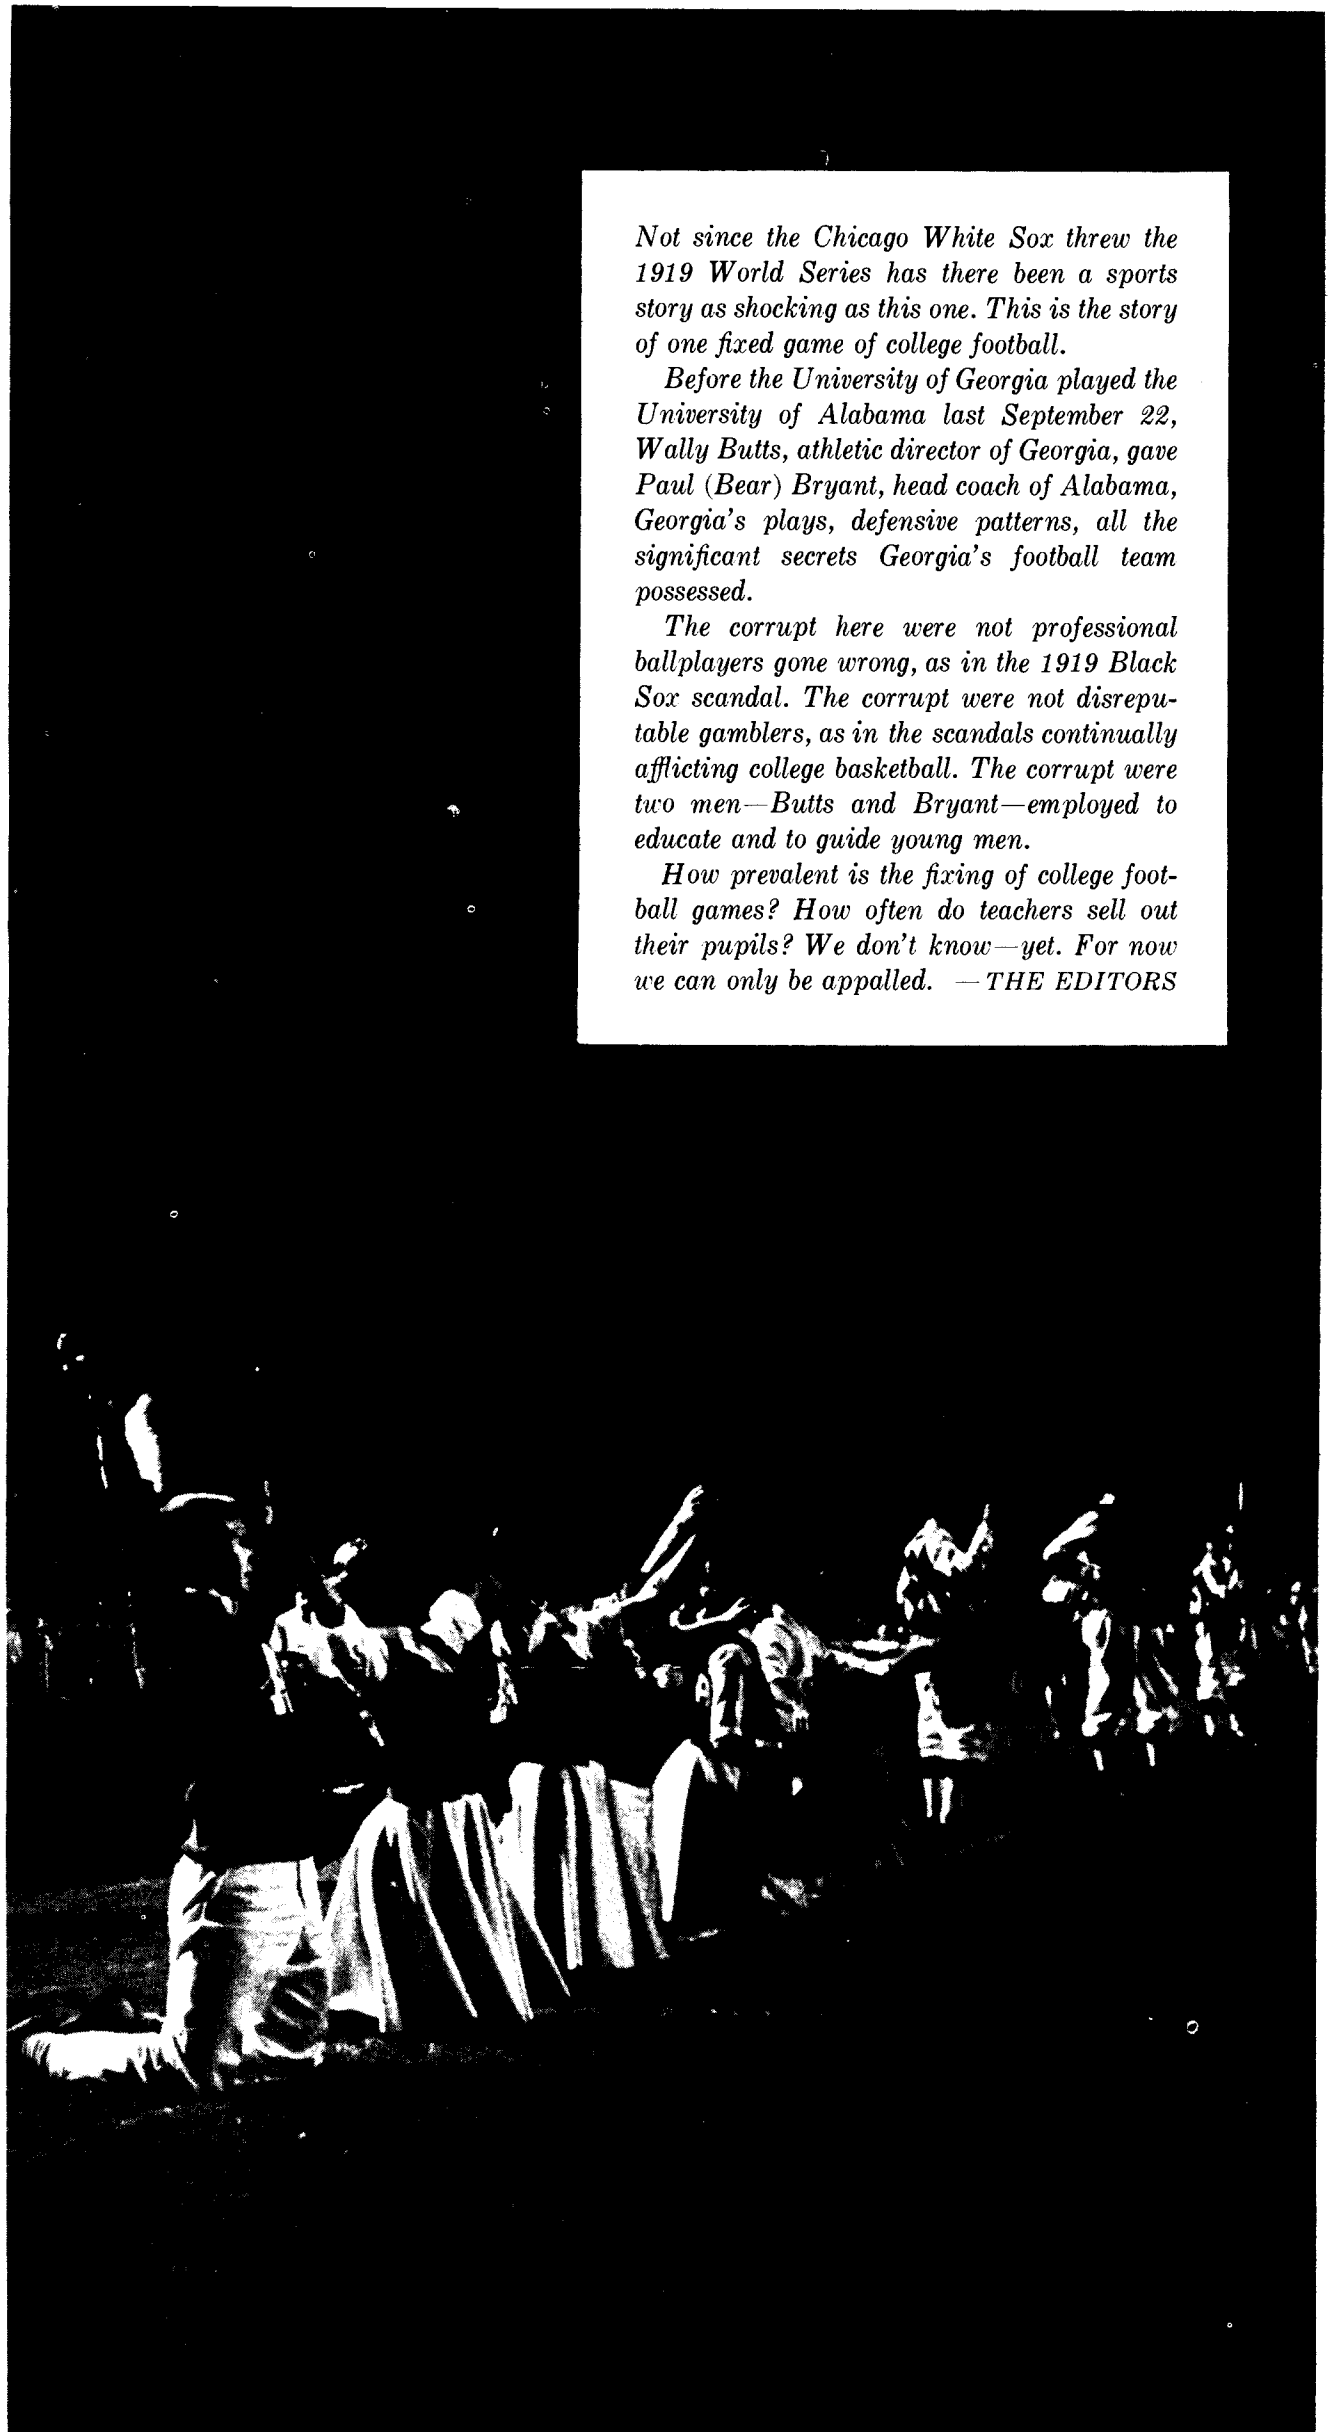 Not since the Chicago White Sox threw the
1919 World Series has there been a sports
story as shocking as this one. This is the story
of one fixed game of college football.
Before the University of Georgia played the
University of Alabama last September 22,
Wally Butts, athletic director of Georgia, gave
Paul (Bear) Bryant, head coach of Alabama,
Georgia's plays, defensive patterns, all the
significant secrets Georgia's football team
possessed.
The corrupt here were not professional
ballplayers gone wrong, as in the 1919 Black
Sox scandal. The corrupt were not disrepu-
table gamblers, as in the scandals continually
afflicting college basketball. The corrupt were
two men—Butts and Bryant—employed to
educate and to guide young men.
How prevalent is the fixing of college foot-
ball games? How often do teachers sell out
their pupils? We don't know—yet. For now
we can only be appalled. — THE EDITORS
A